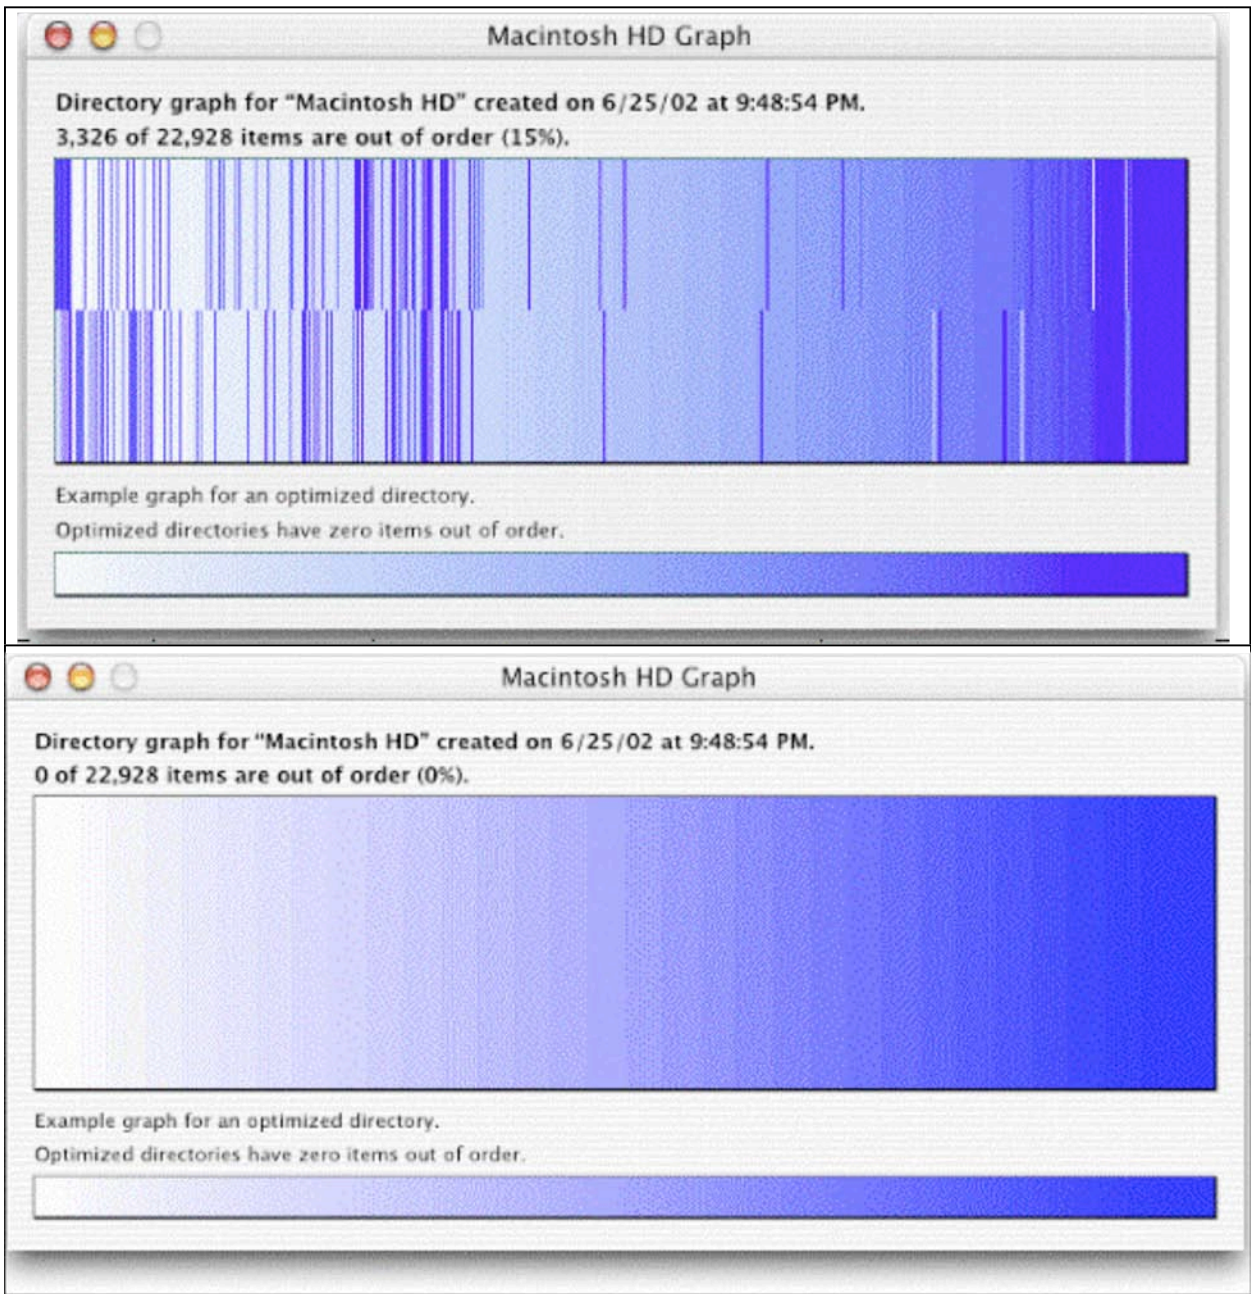 Macintosh HD Graph
Directory graph for “Macintosh HD” created on 6/25/02 at 9:48:54 PM.
3,326 of 22,928 items are out of order (15%).
Example graph for an optimized directory.
Optimized directories have zero items out of order.
Macintosh HD Graph
Directory graph for “Macintosh HD” created on 6/25/02 at 9:48:54 PM.
0 of 22,928 items are out of order (0%).
Example graph for an optimized directory.
Optimized directories have zero items out of order.